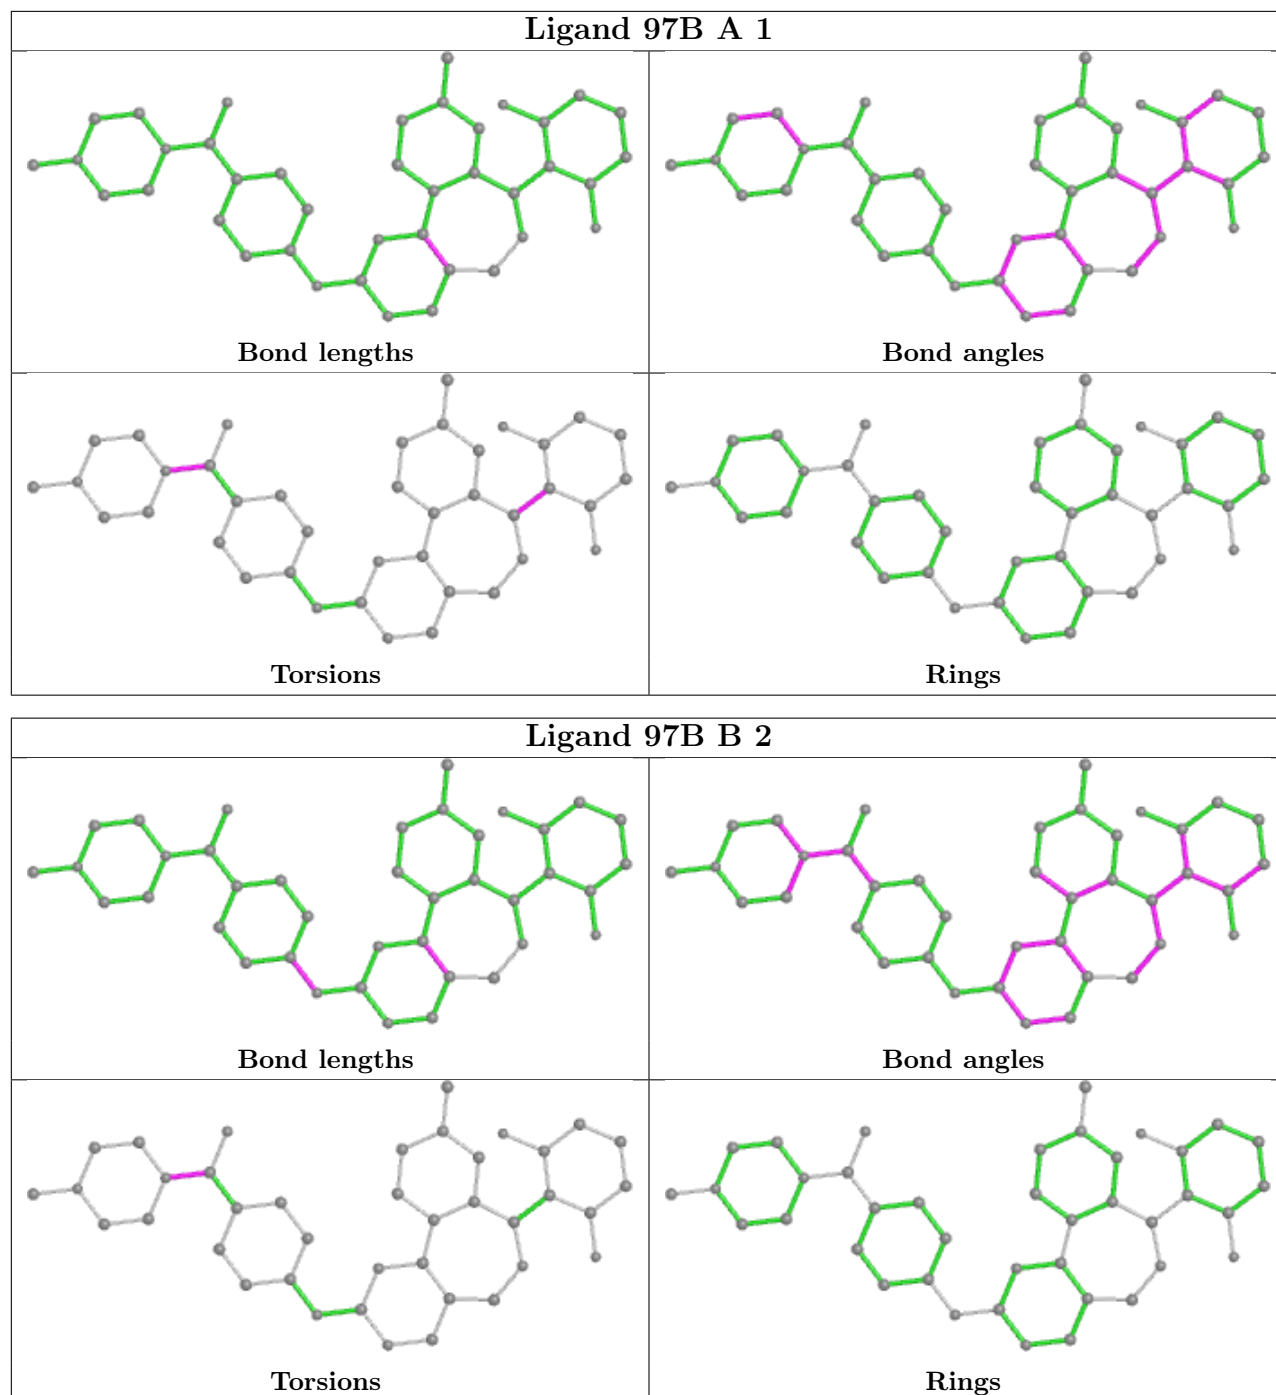 Ligand 97B A 1
Bond lengths
Bond angles
Torsions
Rings
Ligand 97B B 2
Bond lengths
Bond angles
Torsions
Rings